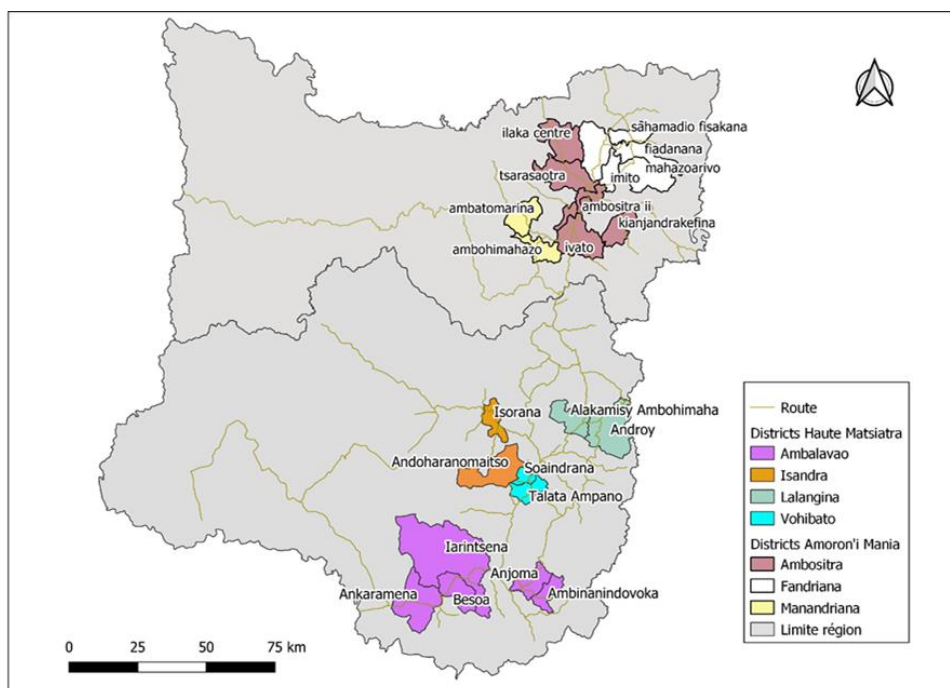 ilaka centre
sâhamadio fisakana
fiadanana
mahazoarivo
tsarasaotra
imito
ambatomarina
ambositra ii
kianjandrakefina
ambohimahazo
ivato
Isorana
Alakamisy Ambohimaha
Androy
Andoharanomaitso
Soaindrana
Talata Ampano
Iarintsena
Anjoma
Ankaramena
Besoa
Ambinanindovoka
Route
Districts Haute Matsiatra
Ambalavao
Isandra
Lalangina
Vohibato
Districts Amoron'i Mania
Ambositra
Fandriana
Manandriana
Limite région
0 25 50 75 km